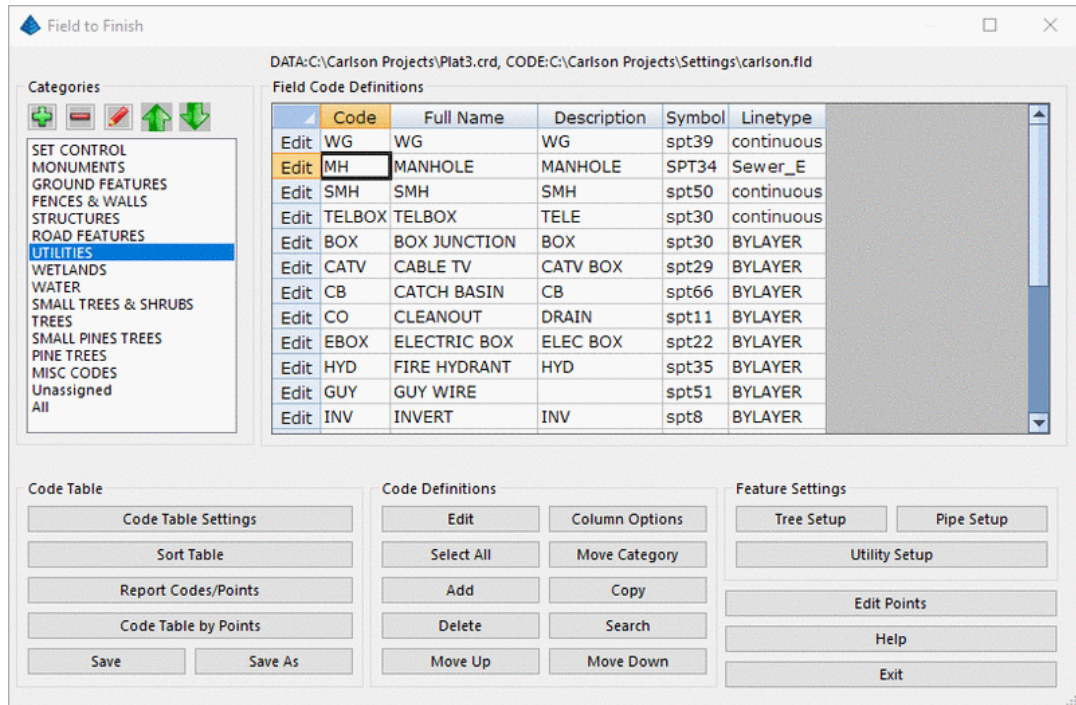 Field to Finish
DATA:C:\Carlson Projects\Plat3.crd, CODE:C:\Carlson Projects\Settings\carlson.fld
Categories
SET CONTROL
MONUMENTS
GROUND FEATURES
FENCES & WALLS
STRUCTURES
ROAD FEATURES
UTILITIES
WETLANDS
WATER
SMALL TREES & SHRUBS
TREES
SMALL PINES TREES
PINE TREES
MISC CODES
Unassigned
All
Field Code Definitions
Code Full Name Description Symbol Linetype
Edit WG WG WG spt39 continuous
Edit MH MANHOLE MANHOLE SPT34 Sewer_E
Edit SMH SMH SMH spt50 continuous
Edit TELBOX TELBOX TELE spt30 continuous
Edit BOX BOX JUNCTION BOX spt30 BYLAYER
Edit CATV CABLE TV CATV BOX spt29 BYLAYER
Edit CB CATCH BASIN CB spt66 BYLAYER
Edit CO CLEANOUT DRAIN spt11 BYLAYER
Edit EBOX ELECTRIC BOX ELEC BOX spt22 BYLAYER
Edit HYD FIRE HYDRANT HYD spt35 BYLAYER
Edit GUY GUY WIRE spt51 BYLAYER
Edit INV INVERT INV spt8 BYLAYER
Code Table
Code Table Settings
Sort Table
Report Codes/Points
Code Table by Points
Save Save As
Code Definitions
Edit Column Options
Select All Move Category
Add Copy
Delete Search
Move Up Move Down
Feature Settings
Tree Setup Pipe Setup
Utility Setup
Edit Points
Help
Exit